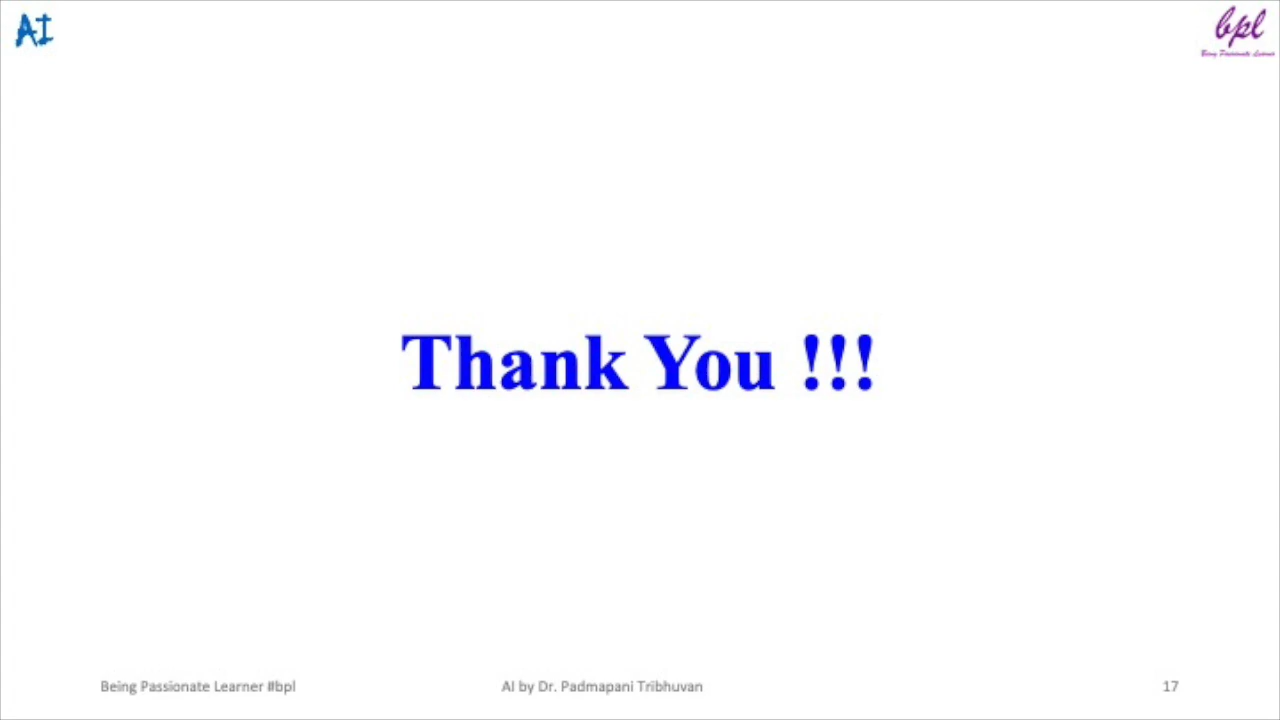 AI
bpl
Being Passionate Learner
Thank You !!!
Being Passionate Learner #bpl
AI by Dr. Padmapani Tribhuvan
17